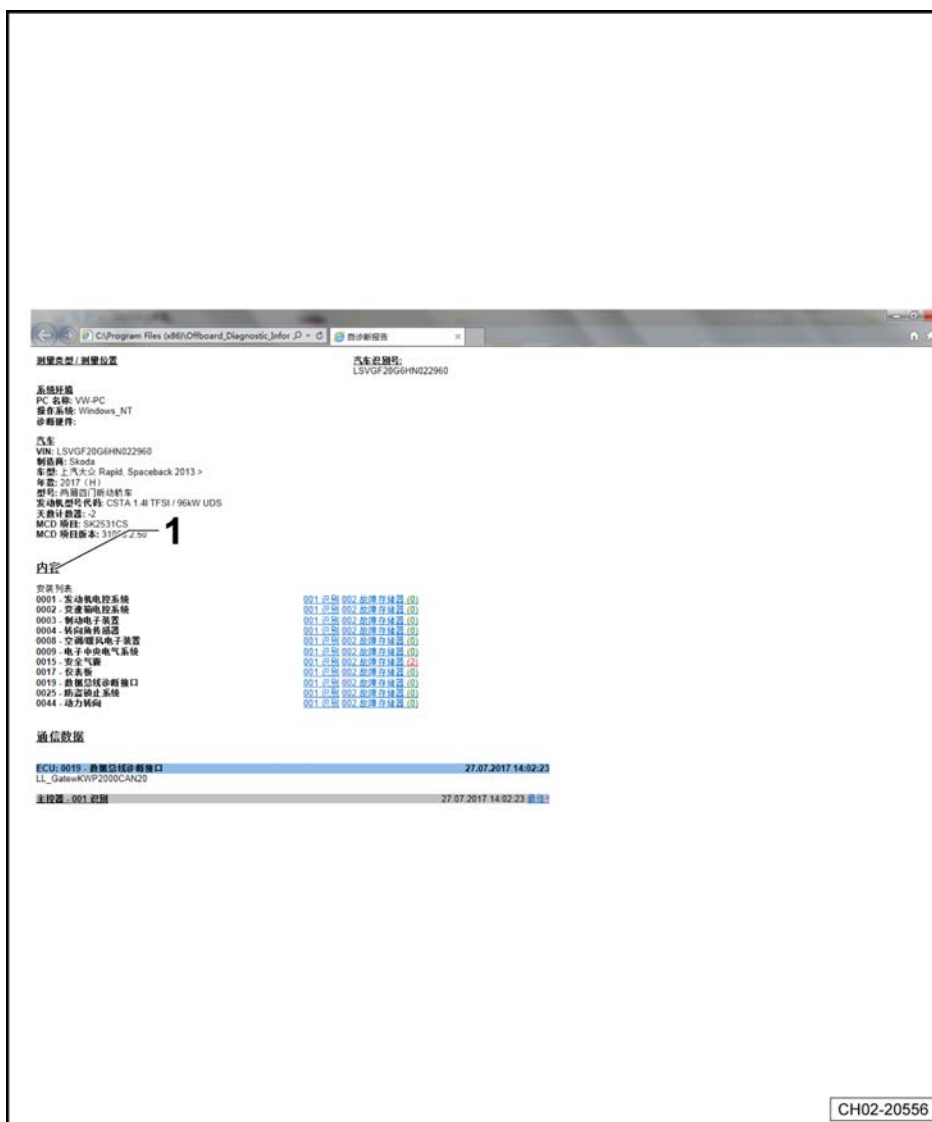 C:\Program Files (x86)\Offboard_Diagnostic_Infor
自诊断报告
测量类型 / 测量位置
汽车识别号:
LSVGF20G6HN022960
系统环境
PC 名称: VW-PC
操作系统: Windows_NT
诊断硬件:
汽车
VIN: LSVGF20G6HN022960
制造商: Skoda
车型: 上汽大众 Rapid, Spaceback 2013 >
年款: 2017 (H)
型号: 两厢四门斯动轿车
发动机型号代码: CSTA 1.4l TFSI / 96kW UDS
天数计数器: -2
MCD 项目: SK2531CS
MCD 项目版本:
1
内容
安装列表
0001 - 发动机电控系统 001 识别 002 故障存储器 (0)
0002 - 变速箱电控系统 001 识别 002 故障存储器 (0)
0003 - 制动电子装置 001 识别 002 故障存储器 (0)
0004 - 转向角传感器 001 识别 002 故障存储器 (0)
0008 - 空调/暖风电子装置 001 识别 002 故障存储器 (0)
0009 - 电子中央电气系统 001 识别 002 故障存储器 (0)
0015 - 安全气囊 001 识别 002 故障存储器 (2)
0017 - 仪表板 001 识别 002 故障存储器 (0)
0019 - 数据总线诊断接口 001 识别 002 故障存储器 (0)
0025 - 防盗锁止系统 001 识别 002 故障存储器 (0)
0044 - 动力转向 001 识别 002 故障存储器 (0)
通信数据
ECU: 0019 - 数据总线诊断接口 27.07.2017 14:02:23
LL_GatewKWP2000CAN20
主控器 - 001 识别 27.07.2017 14:02:23
CH02-20556